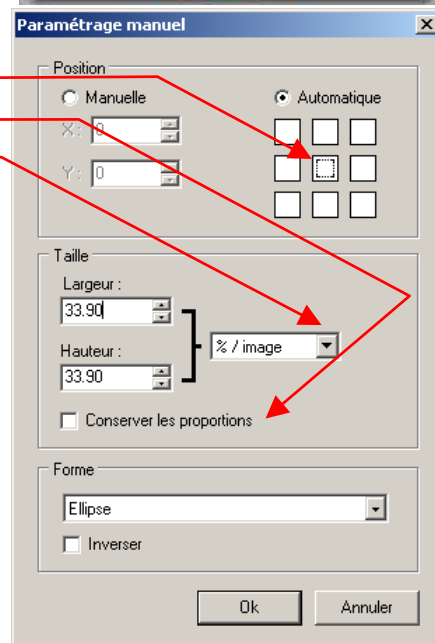 Paramétrage manuel
Position
Manuelle
Automatique
X: 0
Y: 0
Taille
Largeur :
33.90
% / image
Hauteur :
33.90
Conserver les proportions
Forme
Ellipse
Inverser
Ok
Annuler